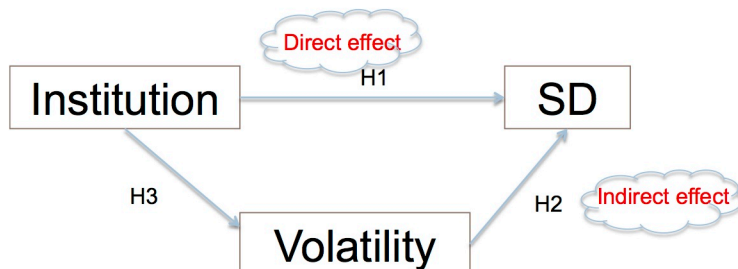 Direct effect
H1
Institution
SD
H3
H2
Indirect effect
Volatility